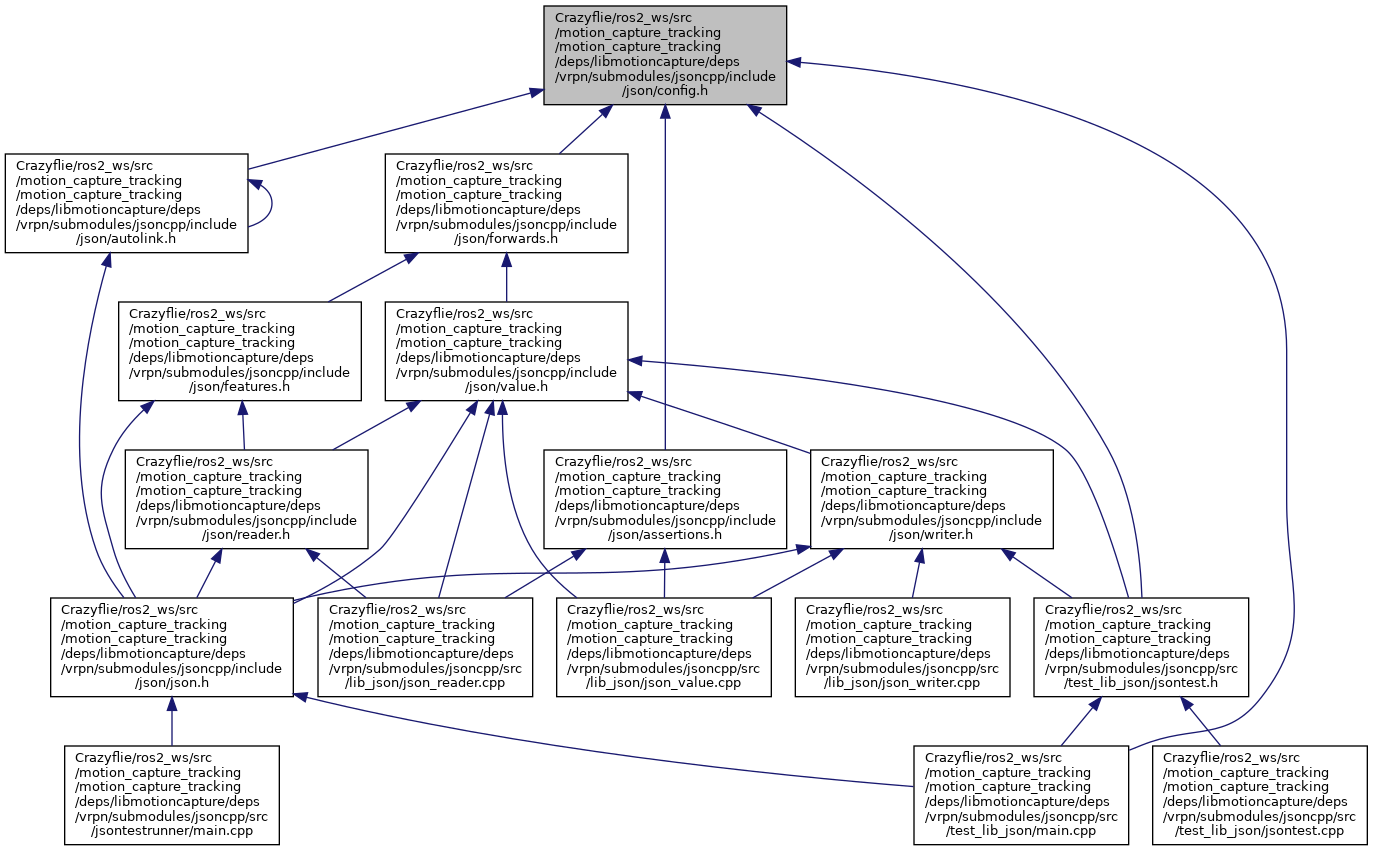 Crazyflie/ros2_ws/src
/motion_capture_tracking
/motion_capture_tracking
/deps/libmotioncapture/deps
/vrpn/submodules/jsoncpp/include
/json/config.h
Crazyflie/ros2_ws/src
/motion_capture_tracking
/motion_capture_tracking
/deps/libmotioncapture/deps
/vrpn/submodules/jsoncpp/include
/json/autolink.h
Crazyflie/ros2_ws/src
/motion_capture_tracking
/motion_capture_tracking
/deps/libmotioncapture/deps
/vrpn/submodules/jsoncpp/include
/json/forwards.h
Crazyflie/ros2_ws/src
/motion_capture_tracking
/motion_capture_tracking
/deps/libmotioncapture/deps
/vrpn/submodules/jsoncpp/include
/json/features.h
Crazyflie/ros2_ws/src
/motion_capture_tracking
/motion_capture_tracking
/deps/libmotioncapture/deps
/vrpn/submodules/jsoncpp/include
/json/value.h
Crazyflie/ros2_ws/src
/motion_capture_tracking
/motion_capture_tracking
/deps/libmotioncapture/deps
/vrpn/submodules/jsoncpp/include
/json/reader.h
Crazyflie/ros2_ws/src
/motion_capture_tracking
/motion_capture_tracking
/deps/libmotioncapture/deps
/vrpn/submodules/jsoncpp/include
/json/assertions.h
Crazyflie/ros2_ws/src
/motion_capture_tracking
/motion_capture_tracking
/deps/libmotioncapture/deps
/vrpn/submodules/jsoncpp/include
/json/writer.h
Crazyflie/ros2_ws/src
/motion_capture_tracking
/motion_capture_tracking
/deps/libmotioncapture/deps
/vrpn/submodules/jsoncpp/include
/json/json.h
Crazyflie/ros2_ws/src
/motion_capture_tracking
/motion_capture_tracking
/deps/libmotioncapture/deps
/vrpn/submodules/jsoncpp/src
/lib_json/json_reader.cpp
Crazyflie/ros2_ws/src
/motion_capture_tracking
/motion_capture_tracking
/deps/libmotioncapture/deps
/vrpn/submodules/jsoncpp/src
/lib_json/json_value.cpp
Crazyflie/ros2_ws/src
/motion_capture_tracking
/motion_capture_tracking
/deps/libmotioncapture/deps
/vrpn/submodules/jsoncpp/src
/lib_json/json_writer.cpp
Crazyflie/ros2_ws/src
/motion_capture_tracking
/motion_capture_tracking
/deps/libmotioncapture/deps
/vrpn/submodules/jsoncpp/src
/test_lib_json/jsontest.h
Crazyflie/ros2_ws/src
/motion_capture_tracking
/motion_capture_tracking
/deps/libmotioncapture/deps
/vrpn/submodules/jsoncpp/src
/jsontestrunner/main.cpp
Crazyflie/ros2_ws/src
/motion_capture_tracking
/motion_capture_tracking
/deps/libmotioncapture/deps
/vrpn/submodules/jsoncpp/src
/test_lib_json/main.cpp
Crazyflie/ros2_ws/src
/motion_capture_tracking
/motion_capture_tracking
/deps/libmotioncapture/deps
/vrpn/submodules/jsoncpp/src
/test_lib_json/jsontest.cpp